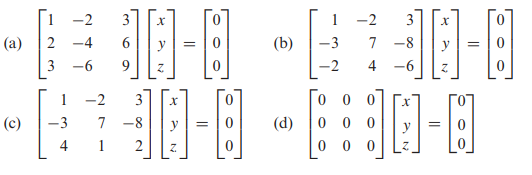 (a) [1 -2 3; 2 -4 6; 3 -6 9] [x; y; z] = [0; 0; 0] (b) [1 -2 3; -3 7 -8; -2 4 -6] [x; y; z] = [0; 0; 0]
(c) [1 -2 3; -3 7 -8; 4 1 2] [x; y; z] = [0; 0; 0] (d) [0 0 0; 0 0 0; 0 0 0] [x; y; z] = [0; 0; 0]